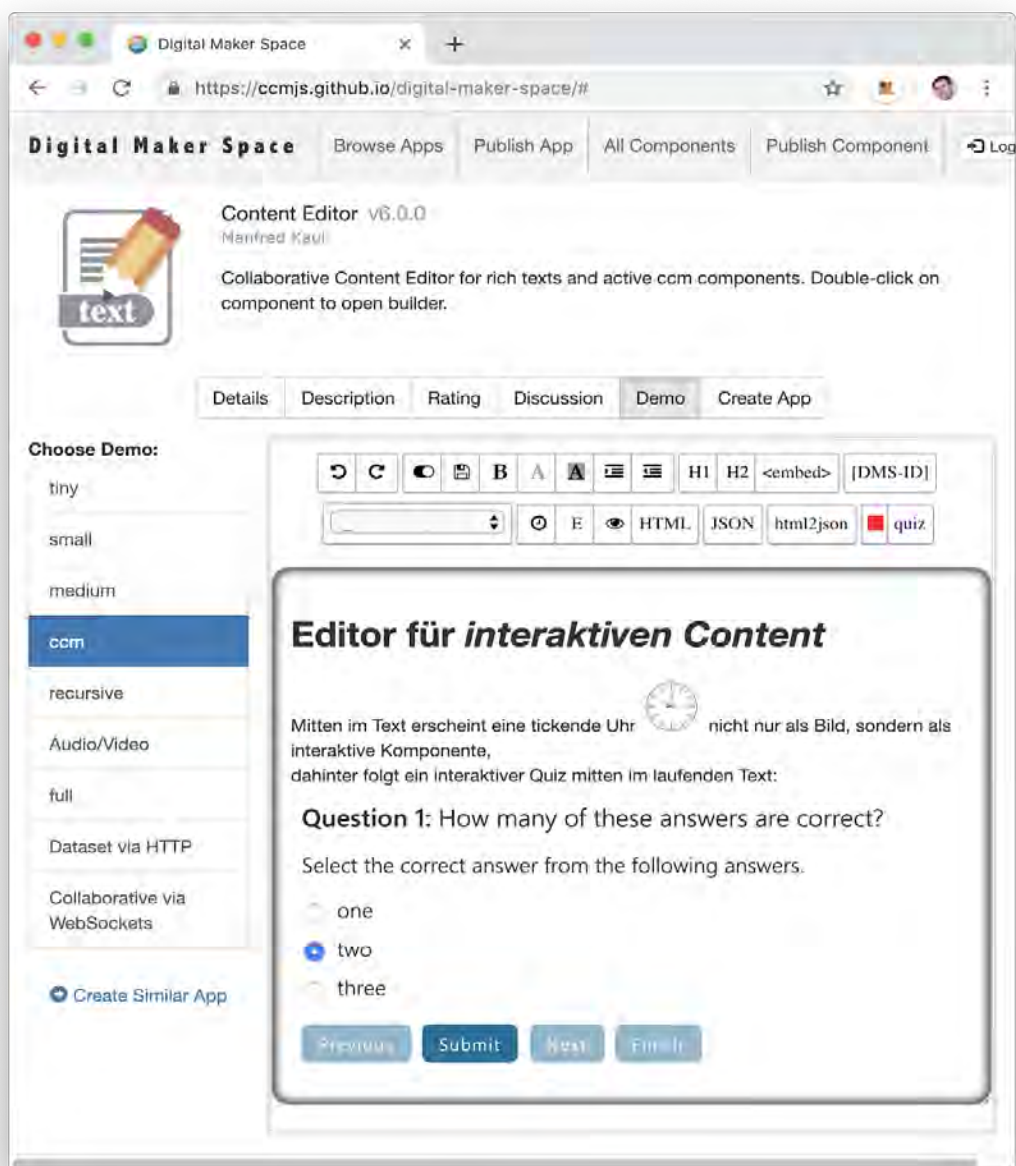 Digital Maker Space
https://ccmjs.github.io/digital-maker-space/#
Digital Maker Space Browse Apps Publish App All Components Publish Component Log
Content Editor v6.0.0
Manfred Kaul
Collaborative Content Editor for rich texts and active ccm components. Double-click on
component to open builder.
text
Details Description Rating Discussion Demo Create App
Choose Demo:
tiny
small
medium
ccm
recursive
Audio/Video
full
Dataset via HTTP
Collaborative via
WebSockets
Create Similar App
B A A H1 H2 <embed> [DMS-ID]
E HTML JSON html2json quiz
Editor für interaktiven Content
Mitten im Text erscheint eine tickende Uhr nicht nur als Bild, sondern als
interaktive Komponente,
dahinter folgt ein interaktiver Quiz mitten im laufenden Text:
Question 1: How many of these answers are correct?
Select the correct answer from the following answers.
one
two
three
Previous Submit Next Finish